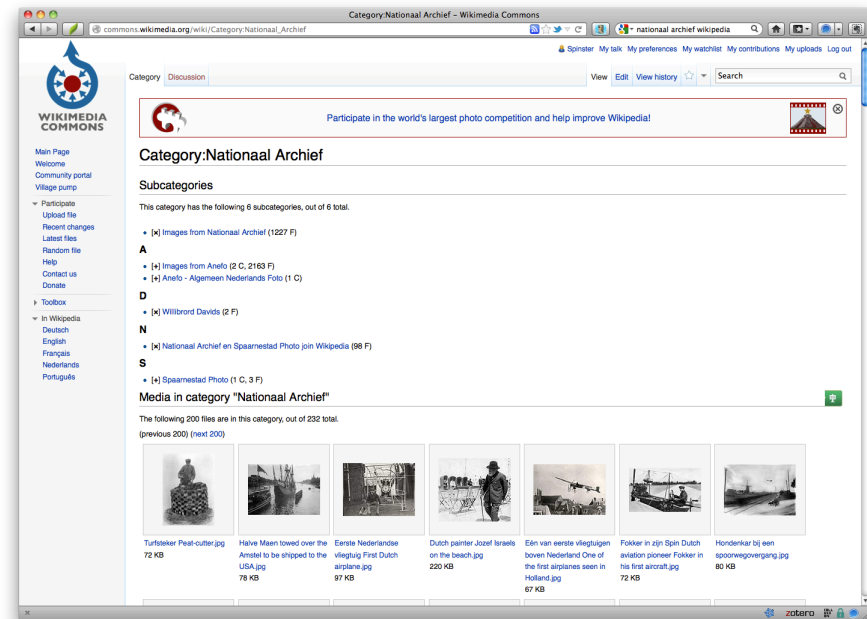 Category:Nationaal Archief – Wikimedia Commons
commons.wikimedia.org/wiki/Category:Nationaal_Archief
nationaal archief wikipedia
Spinster My talk My preferences My watchlist My contributions My uploads Log out
Category Discussion
View Edit View history Search
WIKIMEDIA
COMMONS
Main Page
Welcome
Community portal
Village pump
Participate
Upload file
Recent changes
Latest files
Random file
Help
Contact us
Donate
Toolbox
In Wikipedia
Deutsch
English
Français
Nederlands
Português
Participate in the world's largest photo competition and help improve Wikipedia!
Category:Nationaal Archief
Subcategories
This category has the following 6 subcategories, out of 6 total.
[×] Images from Nationaal Archief (1227 F)
A
[+] Images from Anefo (2 C, 2163 F)
[+] Anefo - Algemeen Nederlands Foto (1 C)
D
[×] Willibrord Davids (2 F)
N
[×] Nationaal Archief en Spaarnestad Photo join Wikipedia (98 F)
S
[+] Spaarnestad Photo (1 C, 3 F)
Media in category "Nationaal Archief"
The following 200 files are in this category, out of 232 total.
(previous 200) (next 200)
Turfsteker Peat-cutter.jpg
72 KB
Halve Maen towed over the
Amstel to be shipped to the
USA.jpg
78 KB
Eerste Nederlandse
vliegtuig First Dutch
airplane.jpg
97 KB
Dutch painter Jozef Israels
on the beach.jpg
220 KB
Eén van eerste vliegtuigen
boven Nederland One of
the first airplanes seen in
Holland.jpg
67 KB
Fokker in zijn Spin Dutch
aviation pioneer Fokker in
his first aircraft.jpg
72 KB
Hondenkar bij een
spoorwegovergang.jpg
80 KB
zotero